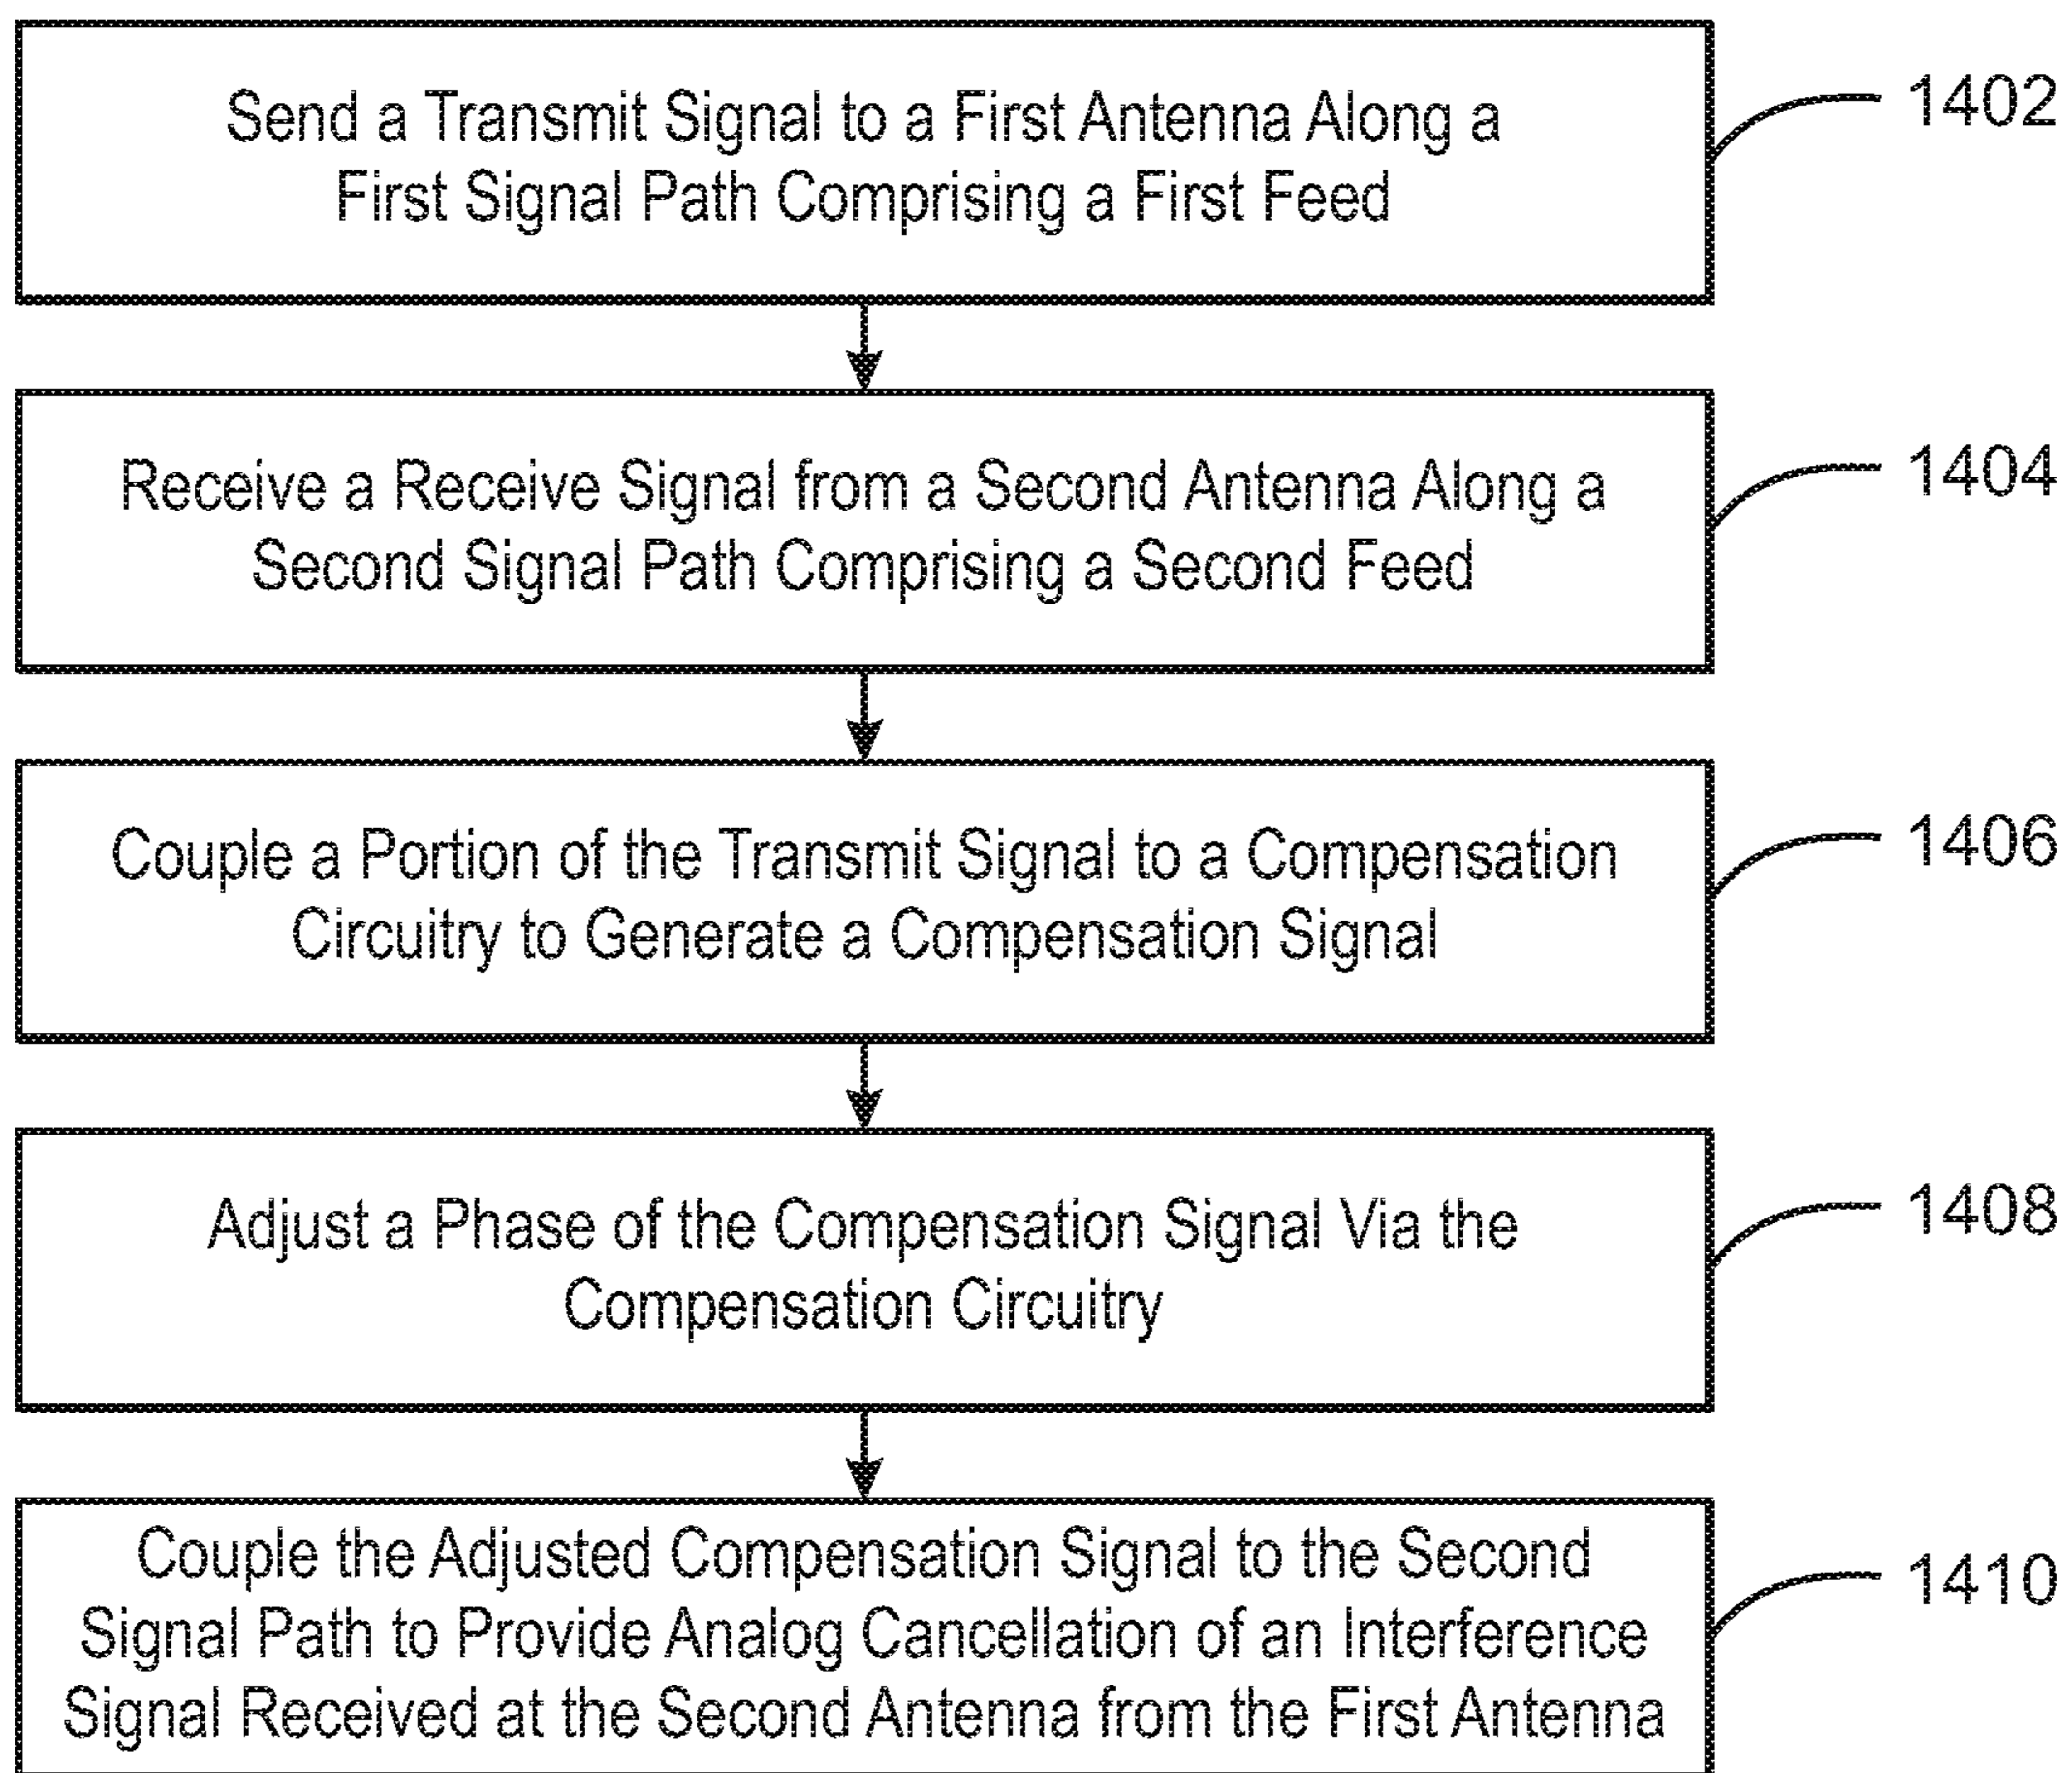 Send a Transmit Signal to a First Antenna Along a
First Signal Path Comprising a First Feed
1402
Receive a Receive Signal from a Second Antenna Along a
Second Signal Path Comprising a Second Feed
1404
Couple a Portion of the Transmit Signal to a Compensation
Circuitry to Generate a Compensation Signal
1406
Adjust a Phase of the Compensation Signal Via the
Compensation Circuitry
1408
Couple the Adjusted Compensation Signal to the Second
Signal Path to Provide Analog Cancellation of an Interference
Signal Received at the Second Antenna from the First Antenna
1410